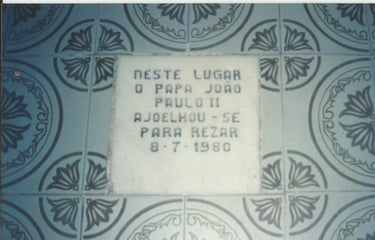 NESTE LUGAR
O PAPA JOÃO
PAULO II
AJOELHOU-SE
PARA REZAR
8·7·1980